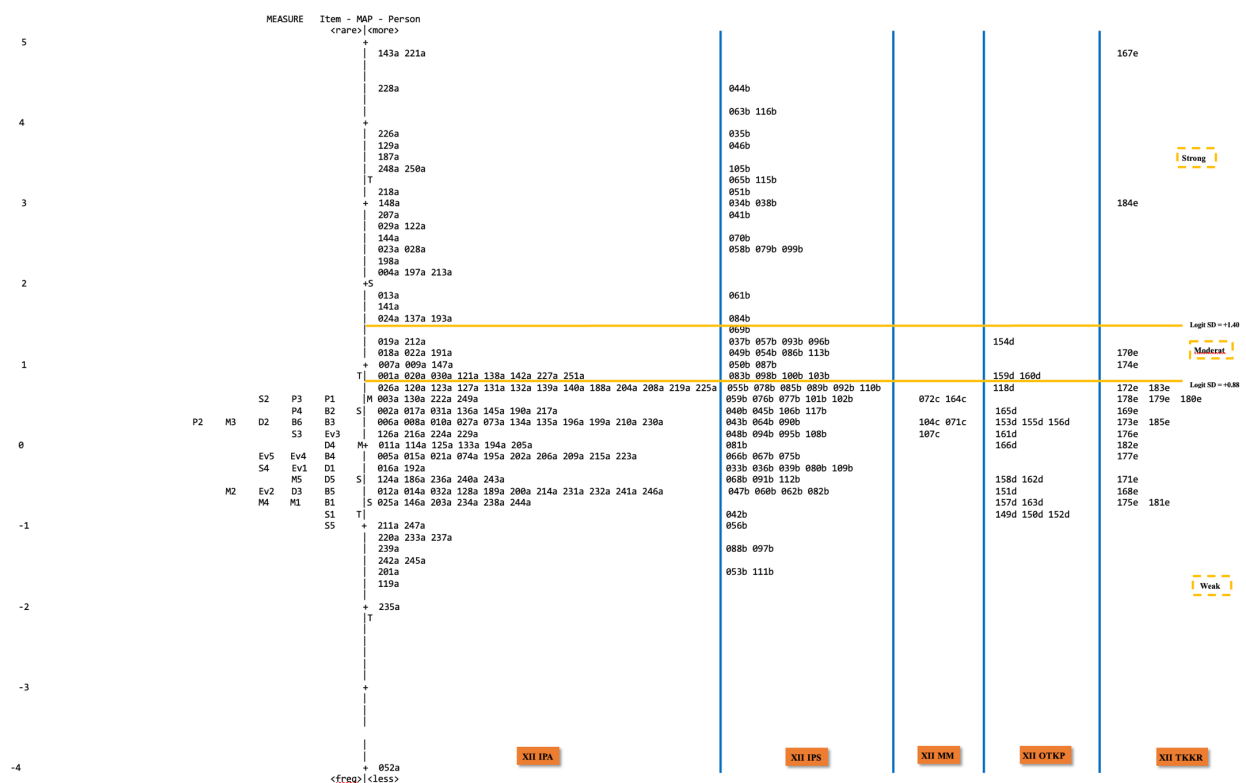 MEASURE Item - MAP - Person
<rare>|<more>
5 +
| 143a 221a 167e
|
|
| 228a 044b
|
| 063b 116b
4 +
| 226a 035b
| 129a 046b
| 187a
Strong
| 248a 250a 105b
|T 065b 115b
| 218a 051b
3 + 148a 034b 038b 184e
| 207a 041b
| 029a 122a
| 144a 070b
| 023a 028a 058b 079b 099b
| 198a
| 004a 197a 213a
2 +S
| 013a 061b
| 141a
| 024a 137a 193a 084b
Logit SD = +1.40
| 069b
| 019a 212a 037b 057b 093b 096b 154d
Maderat
| 018a 022a 191a 049b 054b 086b 113b 170e
1 + 007a 009a 147a 050b 087b 174e
T| 001a 020a 030a 121a 138a 142a 227a 251a 083b 098b 100b 103b 159d 160d
Logit SD = +0.88
| 026a 120a 123a 127a 131a 132a 139a 140a 188a 204a 208a 219a 225a 055b 078b 085b 089b 092b 110b 118d 172e 183e
S2 P3 P1 |M 003a 130a 222a 249a 059b 076b 077b 101b 102b 072c 164c 178e 179e 180e
P4 B2 S| 002a 017a 031a 136a 145a 190a 217a 040b 045b 106b 117b 165d 169e
P2 M3 D2 B6 B3 | 006a 008a 010a 027a 073a 134a 135a 196a 199a 210a 230a 043b 064b 090b 104c 071c 153d 155d 156d 173e 185e
S3 Ev3 | 126a 216a 224a 229a 048b 094b 095b 108b 107c 161d 176e
0 D4 M+ 011a 114a 125a 133a 194a 205a 081b 166d 182e
Ev5 Ev4 B4 | 005a 015a 021a 074a 195a 202a 206a 209a 215a 223a 066b 067b 075b 177e
S4 Ev1 D1 | 016a 192a 033b 036b 039b 080b 109b
M5 D5 S| 124a 186a 236a 240a 243a 068b 091b 112b 158d 162d 171e
M2 Ev2 D3 B5 | 012a 014a 032a 128a 189a 200a 214a 231a 232a 241a 246a 047b 060b 062b 082b 151d 168e
M4 M1 B1 |S 025a 146a 203a 234a 238a 244a 157d 163d 175e 181e
S1 T| 042b 149d 150d 152d
-1 S5 + 211a 247a 056b
| 220a 233a 237a
| 239a 088b 097b
| 242a 245a
| 201a 053b 111b
| 119a
Weak
-2 + 235a
|T
|
|
|
|
|
-3 +
|
|
|
|
|
XII IPA XII IPS XII MM XII OTKP XII TKKR
-4 + 052a
<freq>|<less>